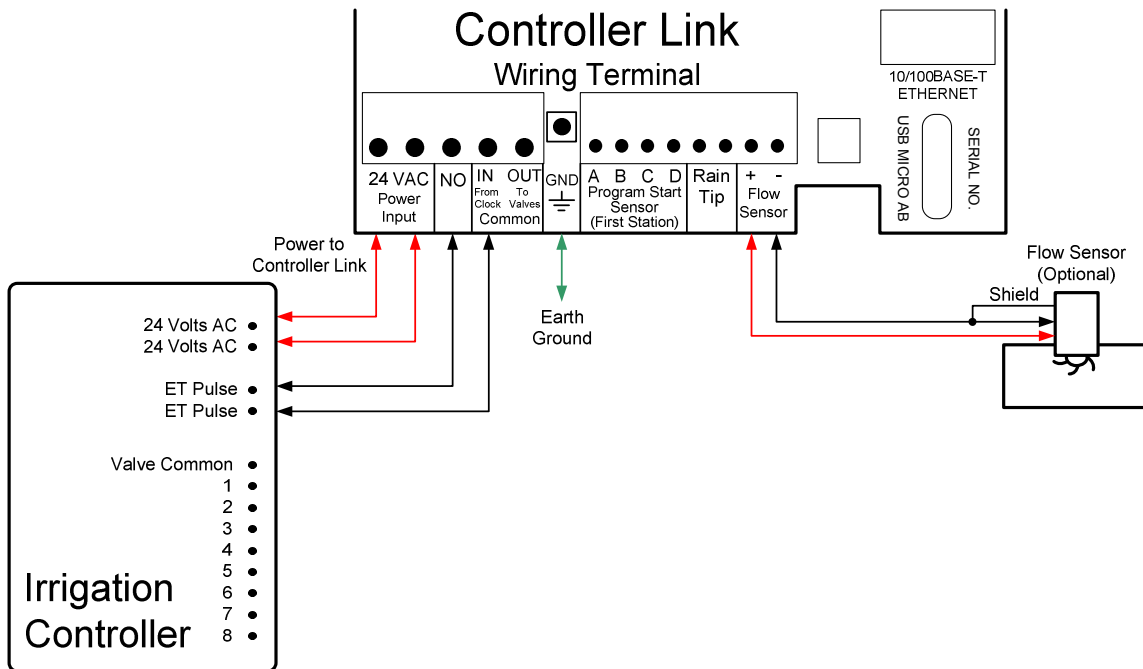 Controller Link
Wiring Terminal
10/100BASE-T
ETHERNET
USB MICRO AB
SERIAL NO.
24 VAC
Power
Input
NO
IN
From
Clock
OUT
To
Valves
Common
GND
A B C D
Program Start
Sensor
(First Station)
Rain
Tip
+ -
Flow
Sensor
Power to
Controller Link
Earth
Ground
Flow Sensor
(Optional)
Shield
24 Volts AC
24 Volts AC
ET Pulse
ET Pulse
Valve Common
1
2
3
4
5
6
7
8
Irrigation
Controller